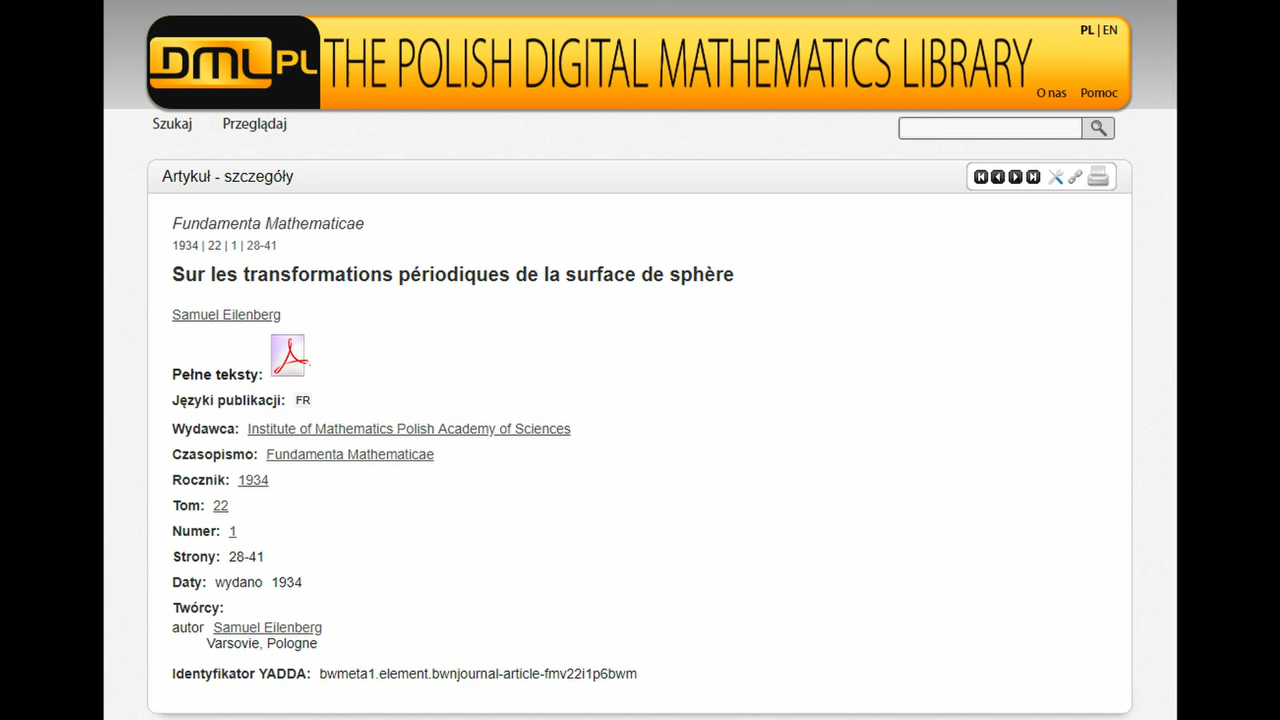 DML PL THE POLISH DIGITAL MATHEMATICS LIBRARY
PL | EN
O nas Pomoc
Szukaj Przeglądaj
Artykuł - szczegóły
Fundamenta Mathematicae
1934 | 22 | 1 | 28-41
Sur les transformations périodiques de la surface de sphère
Samuel Eilenberg
Pełne teksty:
Języki publikacji: FR
Wydawca: Institute of Mathematics Polish Academy of Sciences
Czasopismo: Fundamenta Mathematicae
Rocznik: 1934
Tom: 22
Numer: 1
Strony: 28-41
Daty: wydano 1934
Twórcy:
autor Samuel Eilenberg
Varsovie, Pologne
Identyfikator YADDA: bwmeta1.element.bwnjournal-article-fmv22i1p6bwm